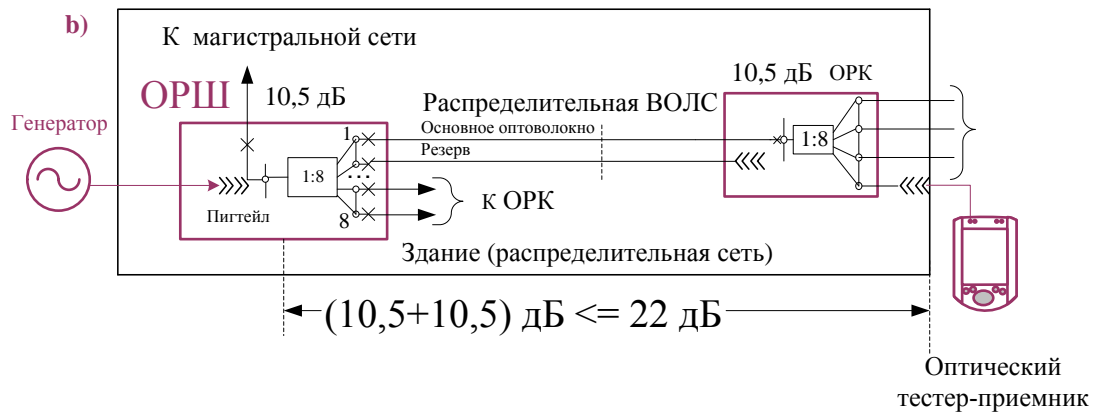 b)
К магистральной сети
ОРШ
10,5 дБ
10,5 дБ
ОРК
Генератор
Распределительная ВОЛС
Основное оптоволокно
Резерв
1
1:8
1:8
...
8
Пигтейл
К ОРК
Здание (распределительная сеть)
(10,5+10,5) дБ <= 22 дБ
Оптический
тестер-приемник